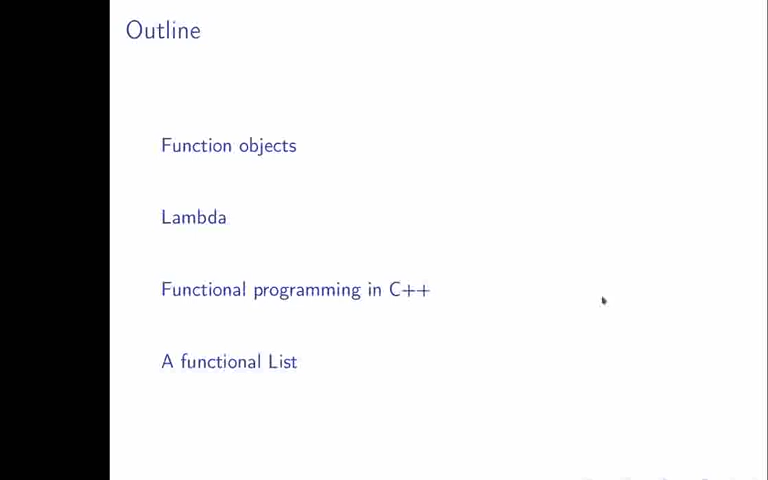 Outline
Function objects
Lambda
Functional programming in C++
A functional List